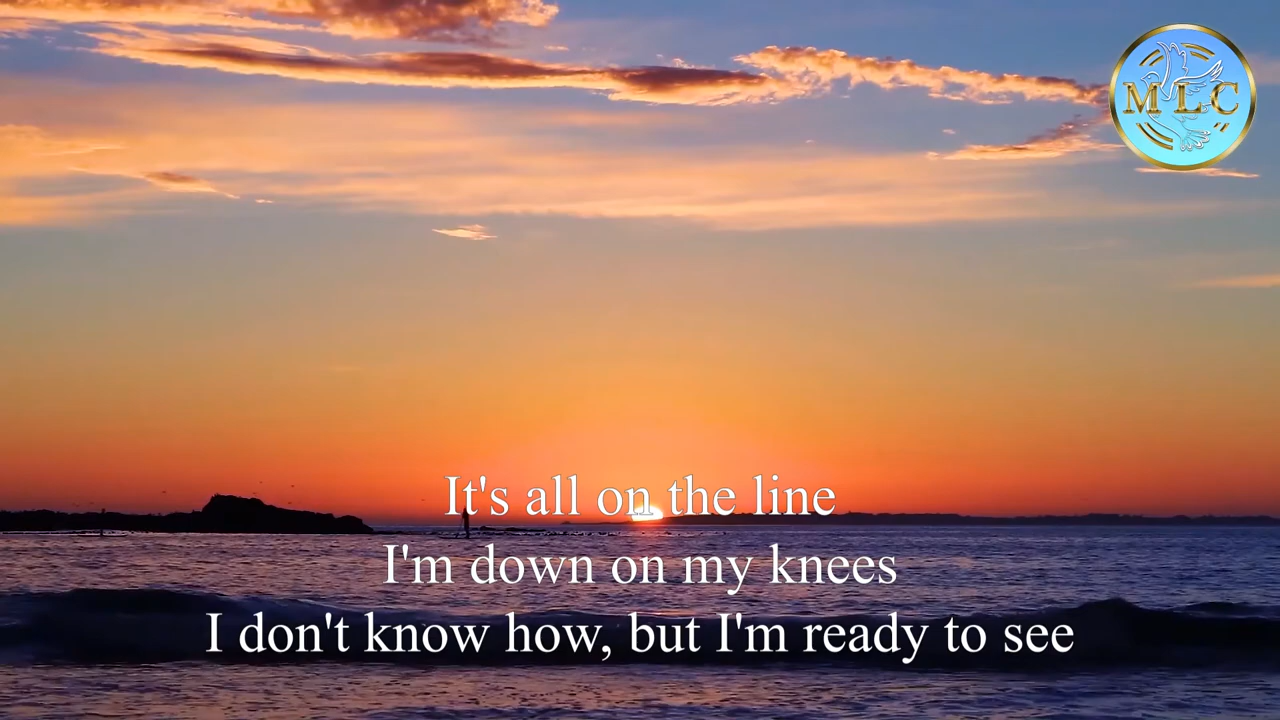 MLC
It's all on the line
I'm down on my knees
I don't know how, but I'm ready to see